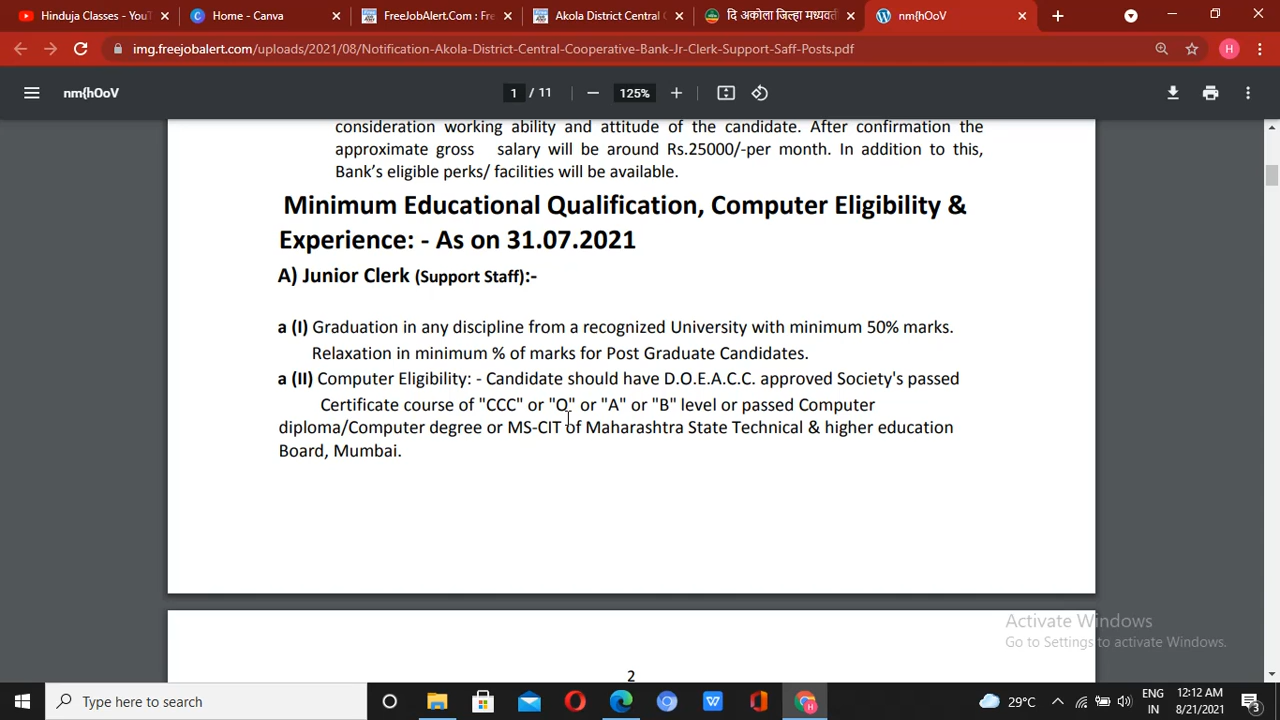 Hinduja Classes - YouT
Home - Canva
FreeJobAlert.Com : Fre
Akola District Central C
दि अकोला जिल्हा मध्यवर्त
nm{hOoV
img.freejobalert.com/uploads/2021/08/Notification-Akola-District-Central-Cooperative-Bank-Jr-Clerk-Support-Saff-Posts.pdf
H
nm{hOoV
1 / 11
125%
consideration working ability and attitude of the candidate. After confirmation the
approximate gross salary will be around Rs.25000/-per month. In addition to this,
Bank's eligible perks/ facilities will be available.
Minimum Educational Qualification, Computer Eligibility &
Experience: - As on 31.07.2021
A) Junior Clerk (Support Staff):-
a (I) Graduation in any discipline from a recognized University with minimum 50% marks.
Relaxation in minimum % of marks for Post Graduate Candidates.
a (II) Computer Eligibility: - Candidate should have D.O.E.A.C.C. approved Society's passed
Certificate course of "CCC" or "O" or "A" or "B" level or passed Computer
diploma/Computer degree or MS-CIT of Maharashtra State Technical & higher education
Board, Mumbai.
2
Activate Windows
Go to Settings to activate Windows.
Type here to search
29°C
ENG
IN
12:12 AM
8/21/2021
3